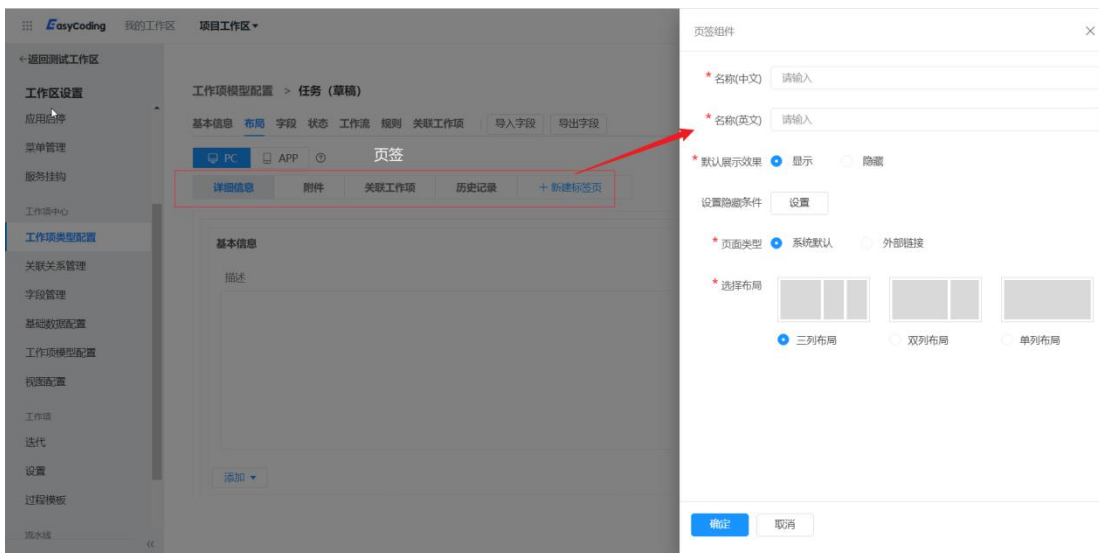 EasyCoding 我的工作区 项目工作区
返回测试工作区
工作区设置
应用启停
菜单管理
服务挂钩
工作项中心
工作项类型配置
关联关系管理
字段管理
基础数据配置
工作项模型配置
视图配置
工作项
迭代
设置
过程模板
流水线
工作项模型配置 > 任务（草稿）
基本信息 布局 字段 状态 工作流 规则 关联工作项 导入字段 导出字段
PC APP
页签
详细信息 附件 关联工作项 历史记录 + 新建标签页
基本信息
描述
添加
页签组件
* 名称(中文) 请输入
* 名称(英文) 请输入
* 默认展示效果 显示 隐藏
设置隐藏条件 设置
* 页面类型 系统默认 外部链接
* 选择布局
三列布局 双列布局 单列布局
确定 取消